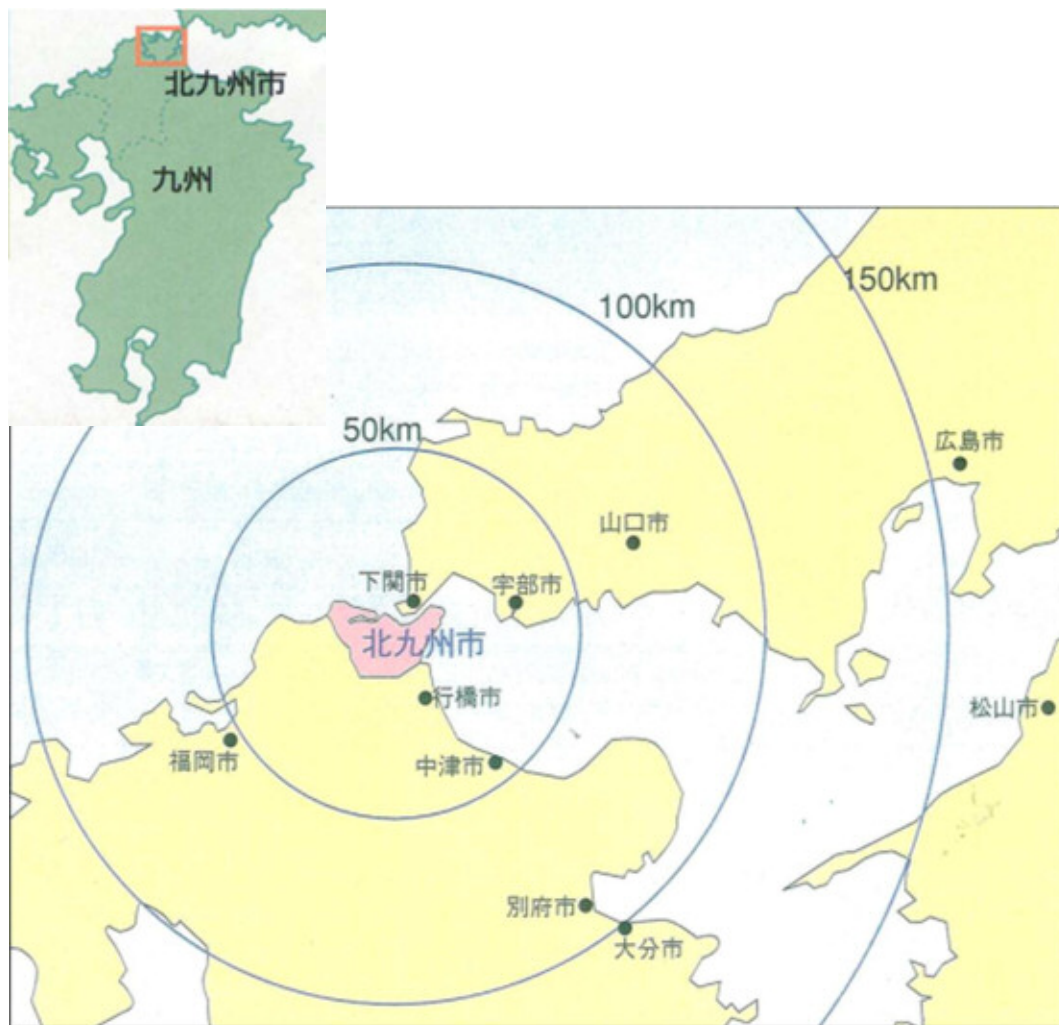 北九州市
九州
150km
100km
50km
広島市
山口市
下関市
宇部市
北九州市
行橋市
松山市
福岡市
中津市
別府市
大分市